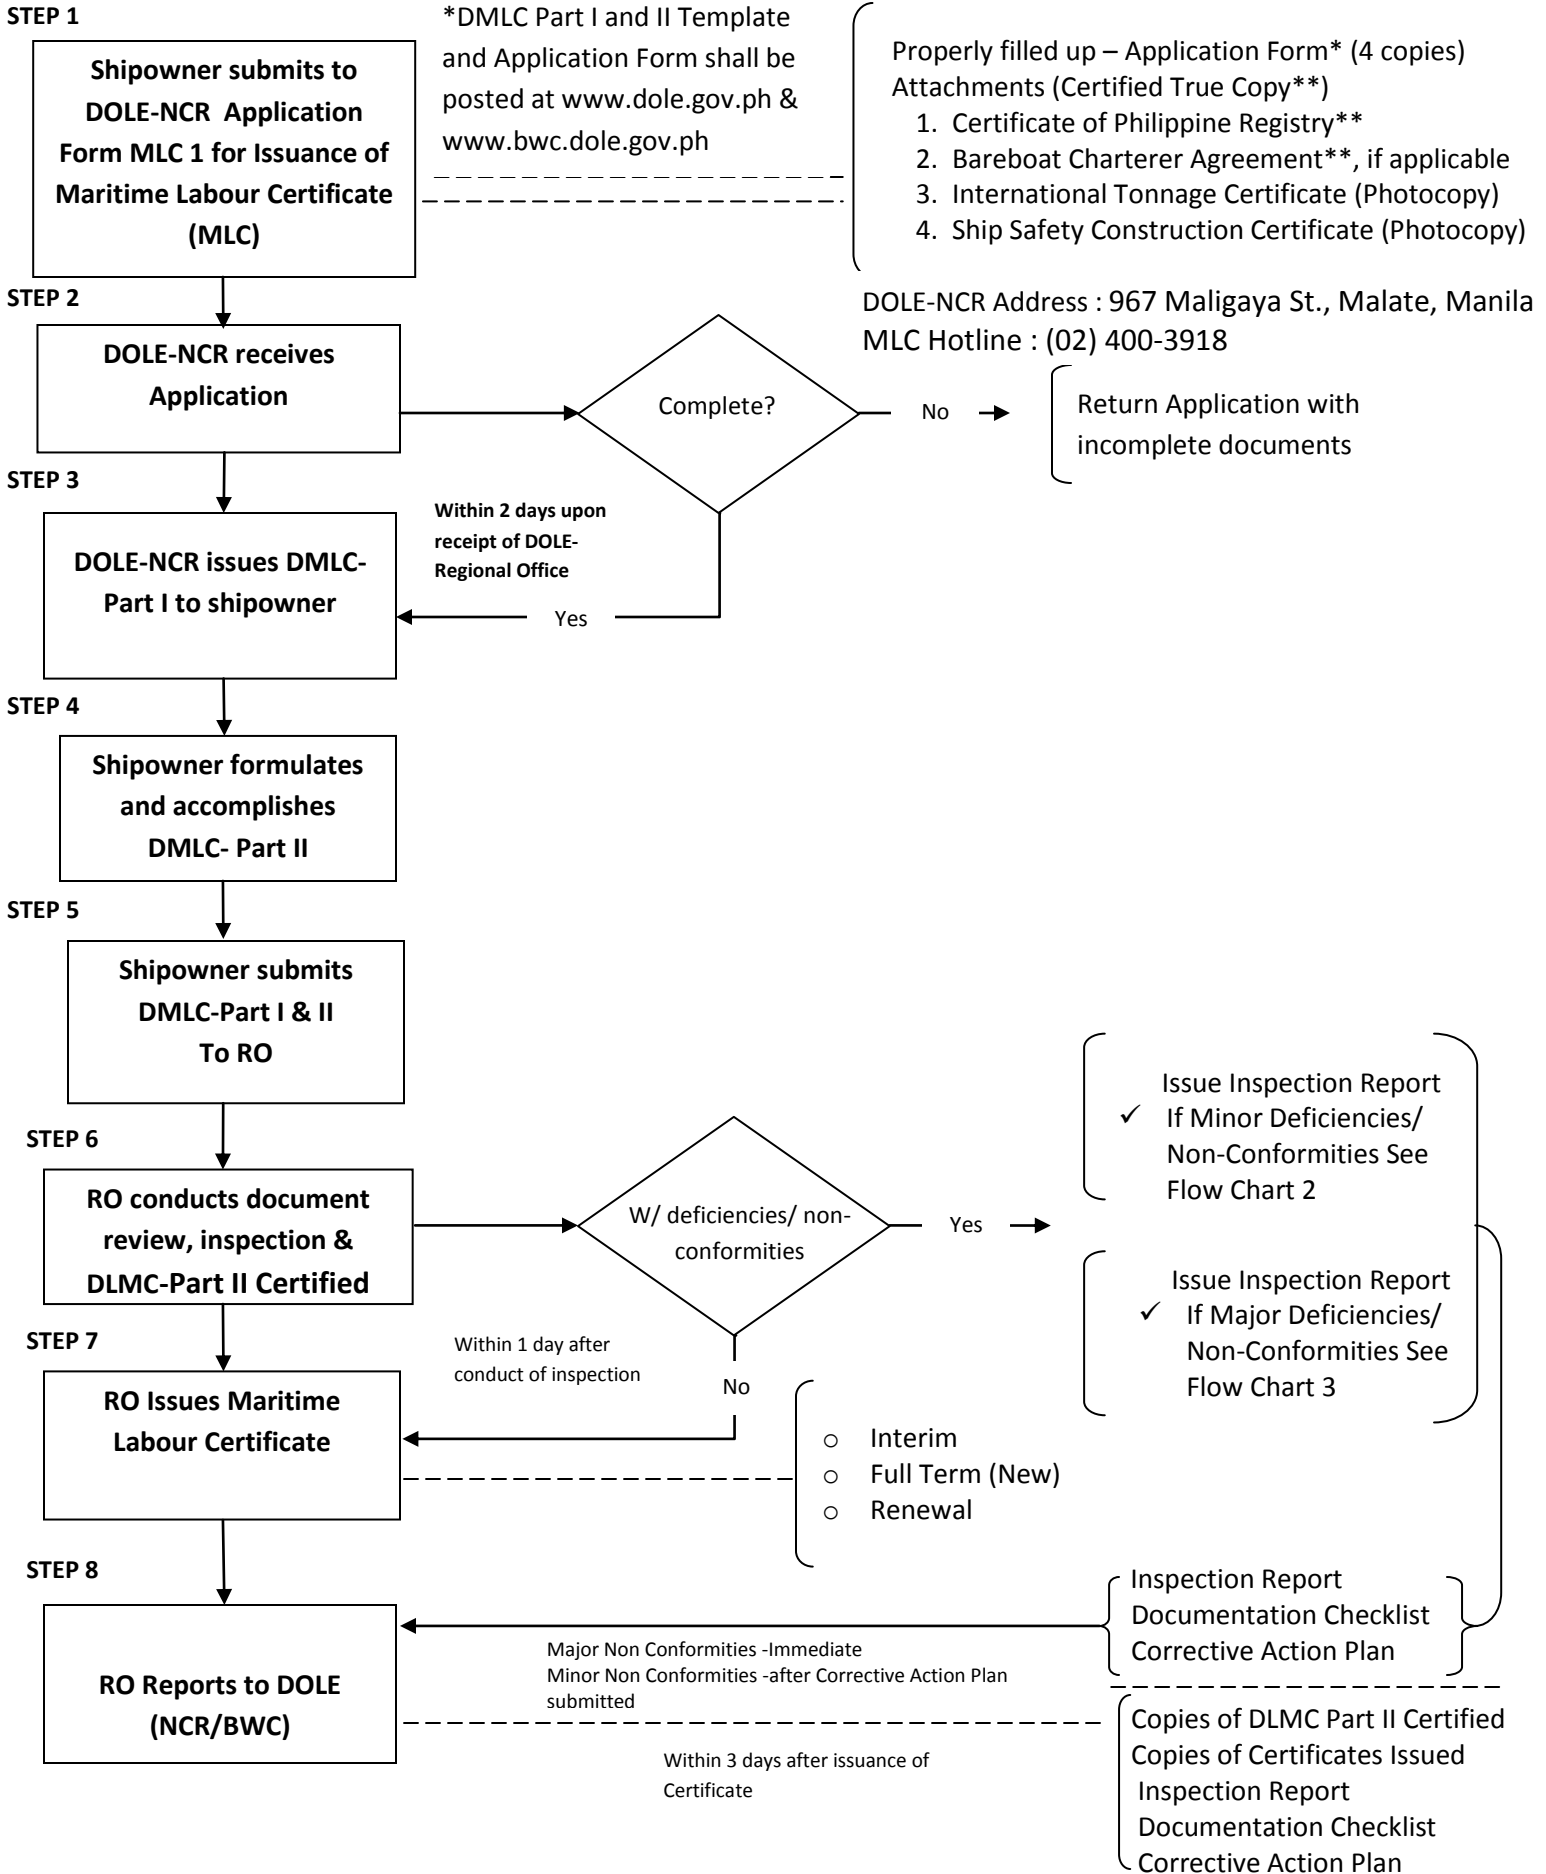 STEP 1
Shipowner submits to
DOLE-NCR Application
Form MLC 1 for Issuance of
Maritime Labour Certificate
(MLC)
*DMLC Part I and II Template
and Application Form shall be
posted at www.dole.gov.ph &
www.bwc.dole.gov.ph
Properly filled up – Application Form* (4 copies)
Attachments (Certified True Copy**)
1. Certificate of Philippine Registry**
2. Bareboat Charterer Agreement**, if applicable
3. International Tonnage Certificate (Photocopy)
4. Ship Safety Construction Certificate (Photocopy)
STEP 2
DOLE-NCR Address : 967 Maligaya St., Malate, Manila
MLC Hotline : (02) 400-3918
DOLE-NCR receives
Application
Complete?
No
Return Application with
incomplete documents
STEP 3
DOLE-NCR issues DMLC-
Part I to shipowner
Within 2 days upon
receipt of DOLE-
Regional Office
Yes
STEP 4
Shipowner formulates
and accomplishes
DMLC- Part II
STEP 5
Shipowner submits
DMLC-Part I & II
To RO
STEP 6
RO conducts document
review, inspection &
DLMC-Part II Certified
W/ deficiencies/ non-
conformities
Yes
Issue Inspection Report
✓ If Minor Deficiencies/
Non-Conformities See
Flow Chart 2
Issue Inspection Report
✓ If Major Deficiencies/
Non-Conformities See
Flow Chart 3
STEP 7
RO Issues Maritime
Labour Certificate
Within 1 day after
conduct of inspection
No
o Interim
o Full Term (New)
o Renewal
STEP 8
RO Reports to DOLE
(NCR/BWC)
Major Non Conformities -Immediate
Minor Non Conformities -after Corrective Action Plan
submitted
Inspection Report
Documentation Checklist
Corrective Action Plan
Within 3 days after issuance of
Certificate
Copies of DLMC Part II Certified
Copies of Certificates Issued
Inspection Report
Documentation Checklist
Corrective Action Plan